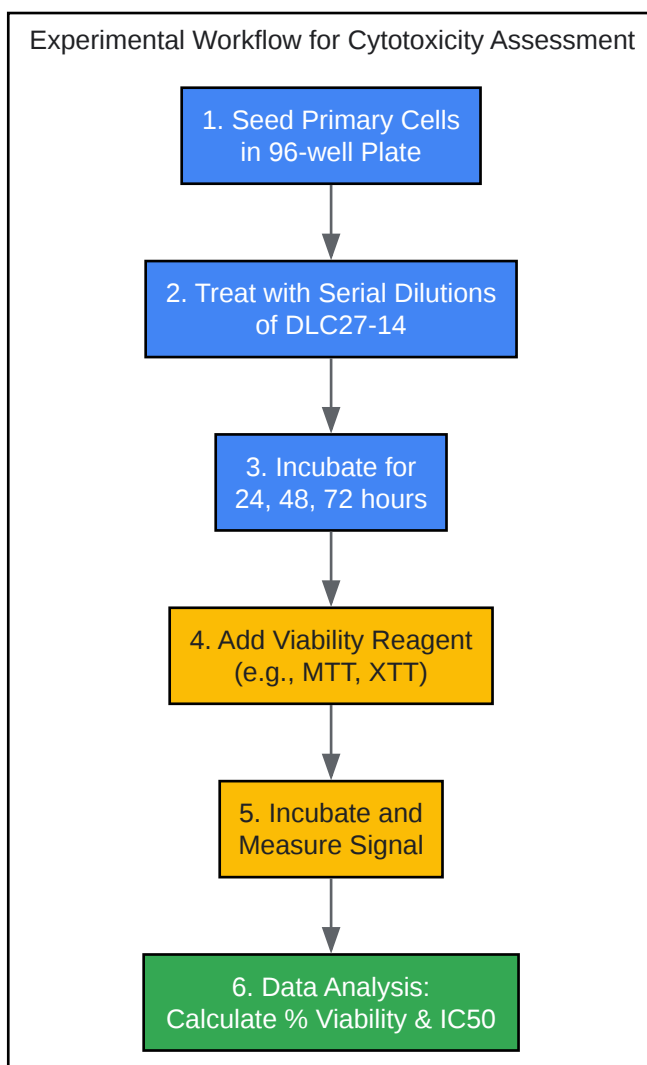 Experimental Workflow for Cytotoxicity Assessment
1. Seed Primary Cells
in 96-well Plate
2. Treat with Serial Dilutions
of DLC27-14
3. Incubate for
24, 48, 72 hours
4. Add Viability Reagent
(e.g., MTT, XTT)
5. Incubate and
Measure Signal
6. Data Analysis:
Calculate % Viability & IC50